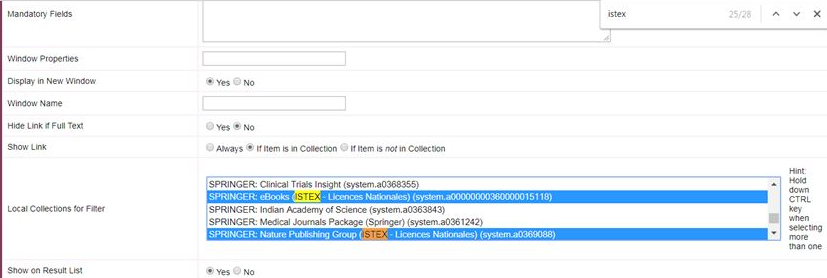 Mandatory Fields
istex 25/28
Window Properties
Display in New Window Yes No
Window Name
Hide Link if Full Text Yes No
Show Link Always If Item is in Collection If Item is not in Collection
Local Collections for Filter
SPRINGER: Clinical Trials Insight (system.a0368355)
SPRINGER: eBooks (ISTEX - Licences Nationales) (system.a0000000360000015118)
SPRINGER: Indian Academy of Science (system.a0363843)
SPRINGER: Medical Journals Package (Springer) (system.a0361242)
SPRINGER: Nature Publishing Group (ISTEX - Licences Nationales) (system.a0369088)
Hint:
Hold
down
CTRL
key
when
selecting
more
than one
Show on Result List Yes No